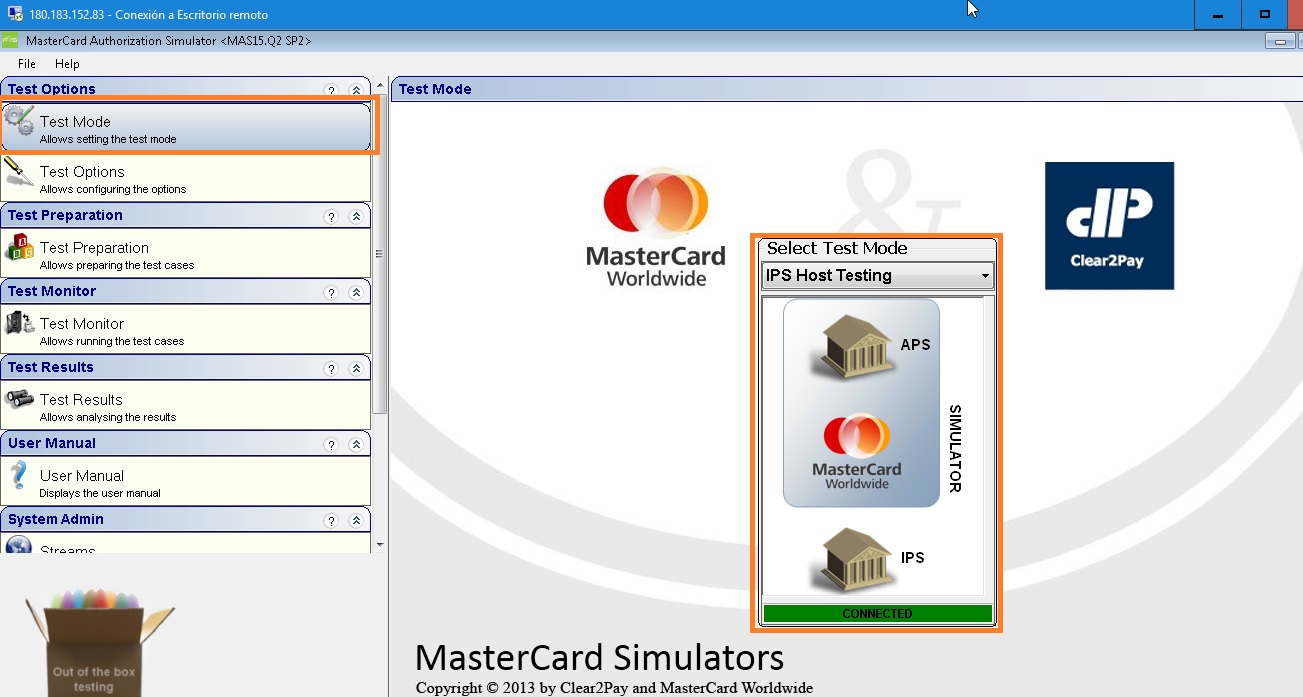 180.183.152.83 - Conexión a Escritorio remoto
MasterCard Authorization Simulator <MAS15.Q2 SP2>
File Help
Test Options ?
Test Mode
Allows setting the test mode
Test Options
Allows configuring the options
Test Preparation ?
Test Preparation
Allows preparing the test cases
Test Monitor ?
Test Monitor
Allows running the test cases
Test Results ?
Test Results
Allows analysing the results
User Manual ?
User Manual
Displays the user manual
System Admin ?
Streams
Out of the box
testing
Test Mode
MasterCard
Worldwide
&
Clear2Pay
Select Test Mode
IPS Host Testing
APS
MasterCard
Worldwide
SIMULATOR
IPS
CONNECTED
MasterCard Simulators
Copyright © 2013 by Clear2Pay and MasterCard Worldwide